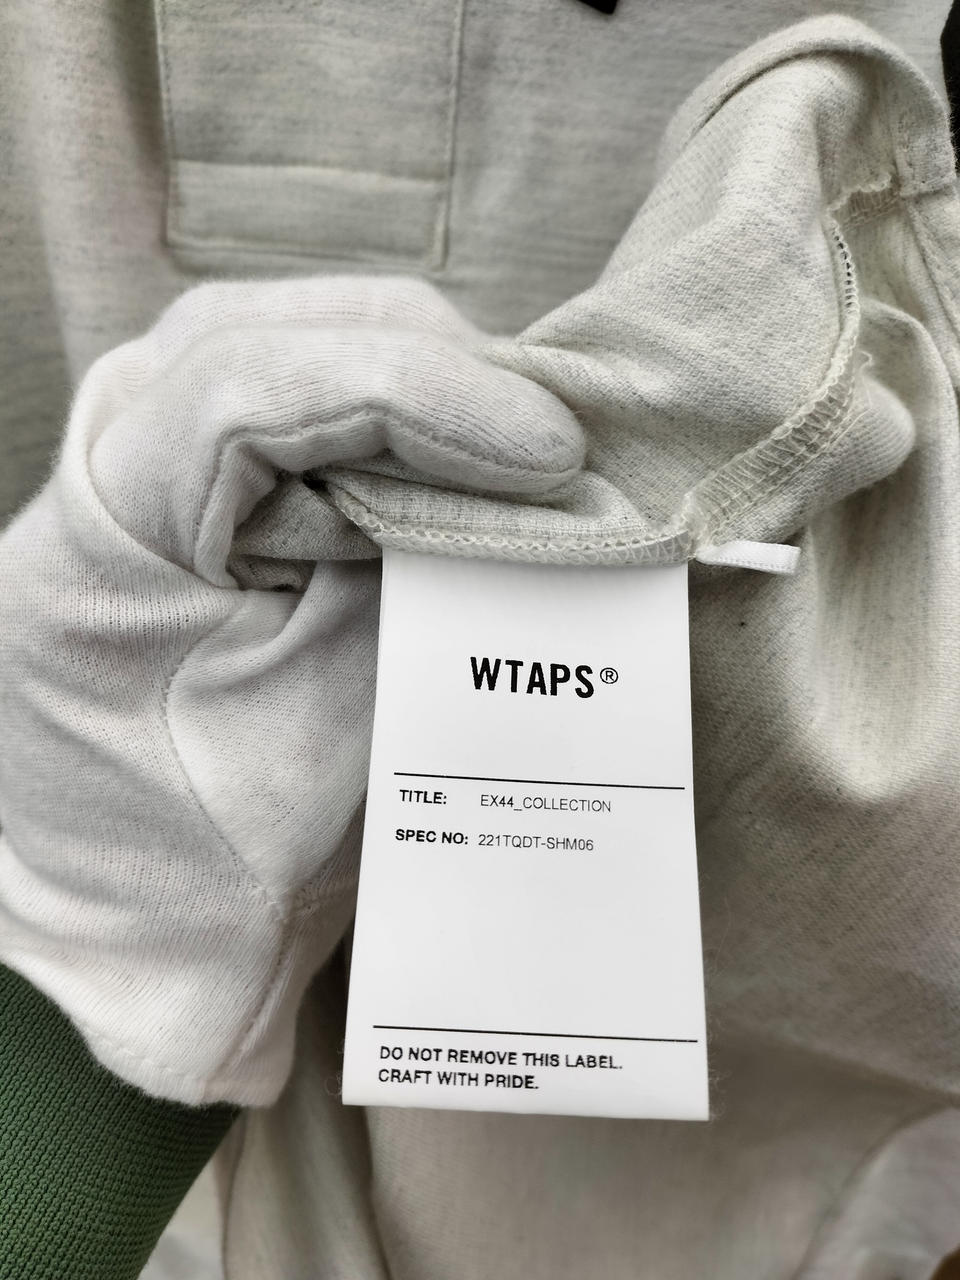 WTAPS®
TITLE: EX44_COLLECTION
SPEC NO: 221TQDT-SHM06
DO NOT REMOVE THIS LABEL.
CRAFT WITH PRIDE.